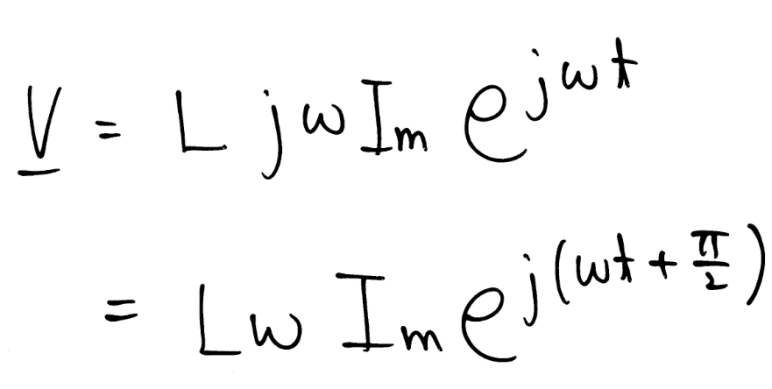 V = L jω Im e^jωt
= Lω Im e^j(ωt + π/2)